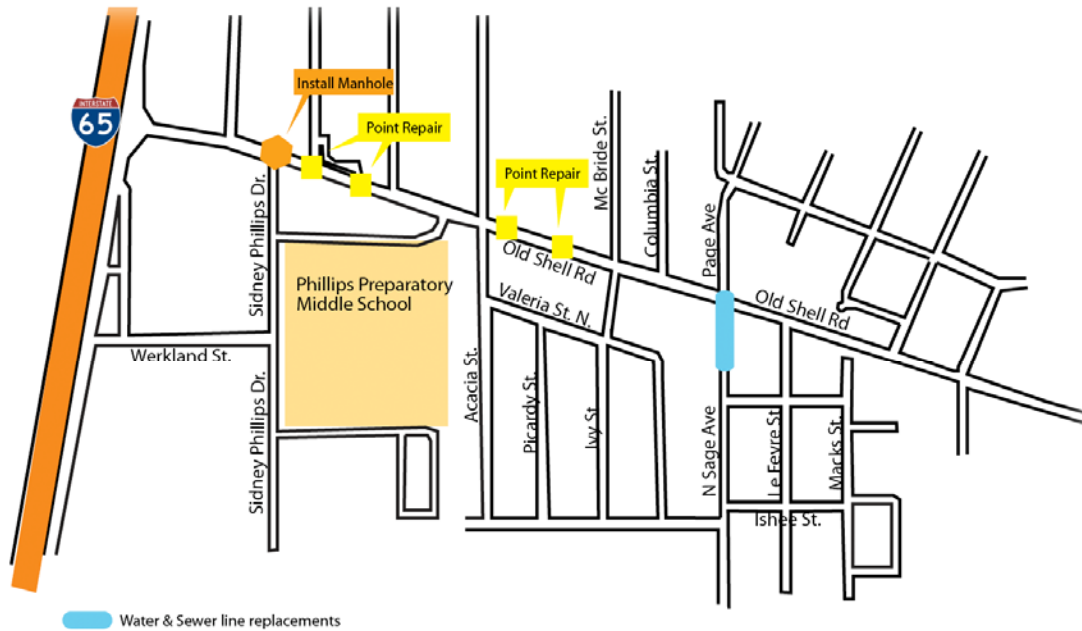 INTERSTATE
65
Install Manhole
Point Repair
Point Repair
Mc Bride St.
Columbia St.
Page Ave
Sidney Phillips Dr.
Old Shell Rd
Old Shell Rd
Phillips Preparatory
Middle School
Valeria St. N.
Werkland St.
Sidney Phillips Dr.
Acacia St.
Picardy St.
Ivy St
N Sage Ave
Le Fevre St
Macks St.
Ishee St.
Water & Sewer line replacements